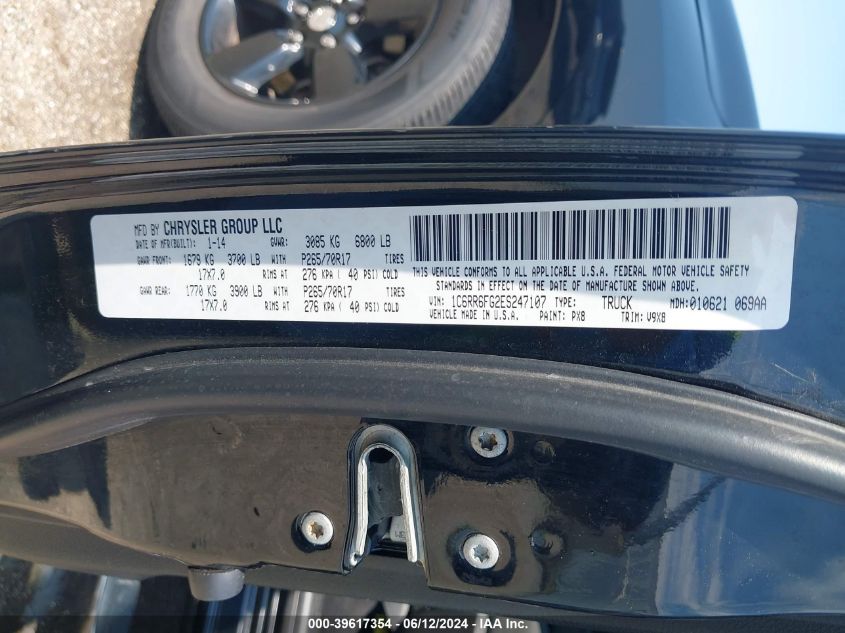 MFD BY CHRYSLER GROUP LLC
DATE OF MFR(BUILT): 1-14 GVWR: 3085 KG 6800 LB
GAWR FRONT: 1679 KG 3700 LB WITH P265/70R17 TIRES
17X7.0 RIMS AT 276 KPA ( 40 PSI) COLD
GAWR REAR: 1770 KG 3900 LB WITH P265/70R17 TIRES
17X7.0 RIMS AT 276 KPA ( 40 PSI) COLD
THIS VEHICLE CONFORMS TO ALL APPLICABLE U.S.A. FEDERAL MOTOR VEHICLE SAFETY
STANDARDS IN EFFECT ON THE DATE OF MANUFACTURE SHOWN ABOVE.
VIN: 1C6RR6FG2ES247107 TYPE: TRUCK MDH: 010621 069AA
VEHICLE MADE IN U.S.A. PAINT: PX8 TRIM: V9X8
000-39617354 - 06/12/2024 - IAA Inc.